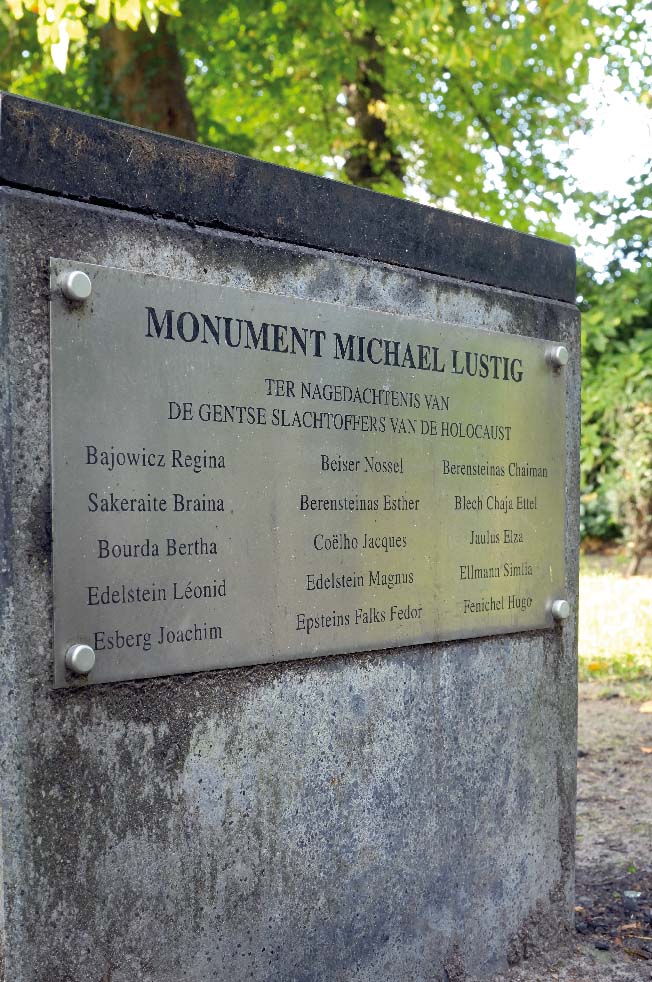 MONUMENT MICHAEL LUSTIG
TER NAGEDACHTENIS VAN
DE GENTSE SLACHTOFFERS VAN DE HOLOCAUST
Bajowicz Regina Beiser Nossel Berensteinas Chaiman
Sakeraite Braina Berensteinas Esther Blech Chaja Ettel
Bourda Bertha Coëlho Jacques Jaulus Elza
Edelstein Léonid Edelstein Magnus Ellmann Simlia
Esberg Joachim Epsteins Falks Fedor Fenichel Hugo